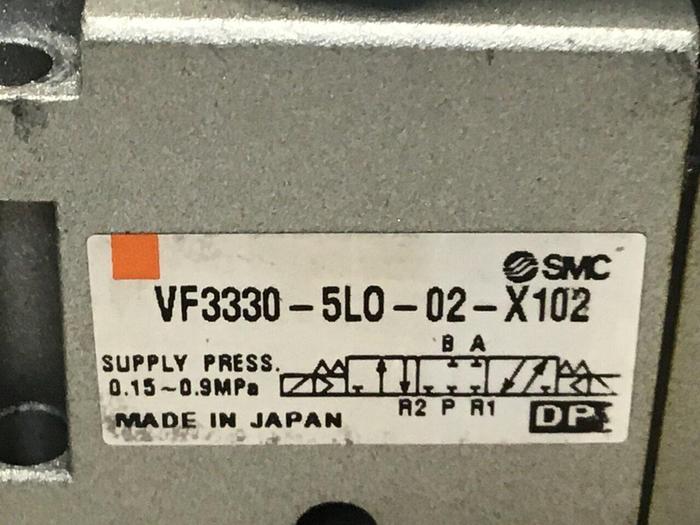 SMC
VF3330-5LO-02-X102
B A
SUPPLY PRESS.
0.15~0.9MPa
R2 P R1
MADE IN JAPAN
DP